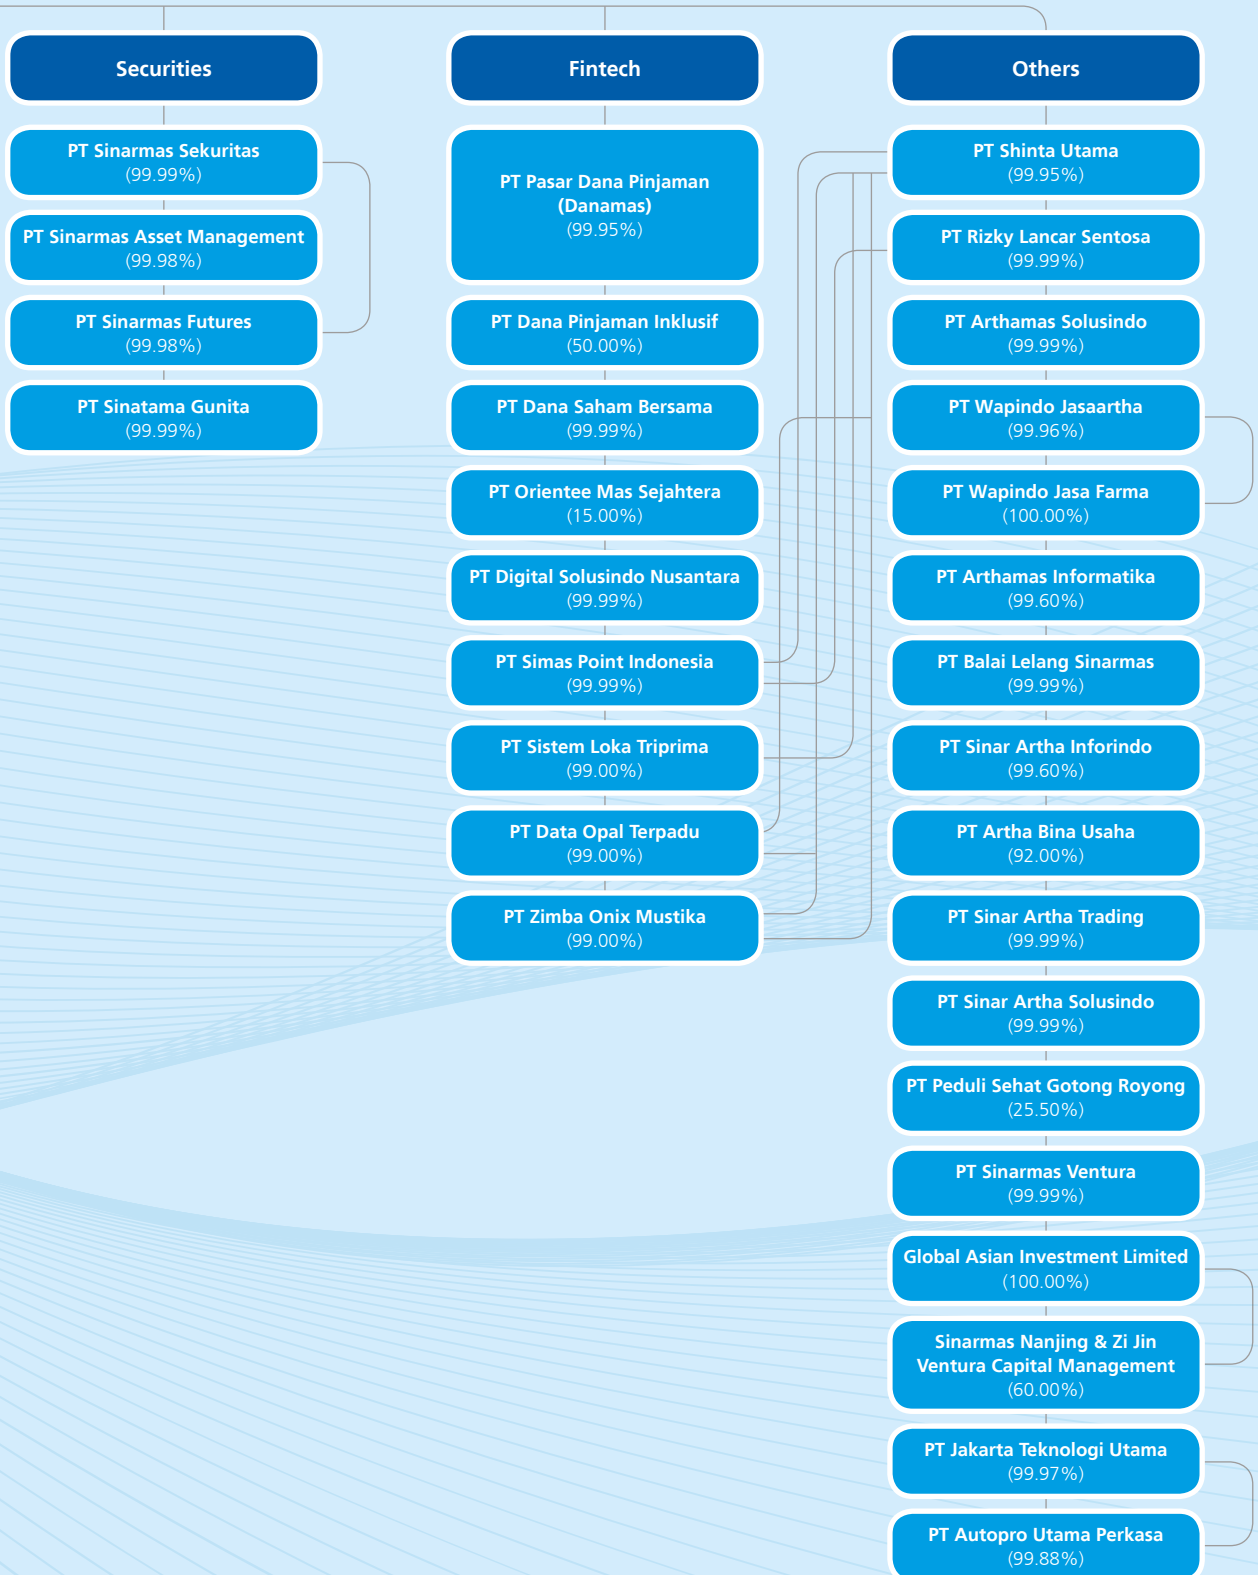 Securities
PT Sinarmas Sekuritas
(99.99%)
PT Sinarmas Asset Management
(99.98%)
PT Sinarmas Futures
(99.98%)
PT Sinatama Gunita
(99.99%)
Fintech
PT Pasar Dana Pinjaman
(Danamas)
(99.95%)
PT Dana Pinjaman Inklusif
(50.00%)
PT Dana Saham Bersama
(99.99%)
PT Orientee Mas Sejahtera
(15.00%)
PT Digital Solusindo Nusantara
(99.99%)
PT Simas Point Indonesia
(99.99%)
PT Sistem Loka Triprima
(99.00%)
PT Data Opal Terpadu
(99.00%)
PT Zimba Onix Mustika
(99.00%)
Others
PT Shinta Utama
(99.95%)
PT Rizky Lancar Sentosa
(99.99%)
PT Arthamas Solusindo
(99.99%)
PT Wapindo Jasaartha
(99.96%)
PT Wapindo Jasa Farma
(100.00%)
PT Arthamas Informatika
(99.60%)
PT Balai Lelang Sinarmas
(99.99%)
PT Sinar Artha Inforindo
(99.60%)
PT Artha Bina Usaha
(92.00%)
PT Sinar Artha Trading
(99.99%)
PT Sinar Artha Solusindo
(99.99%)
PT Peduli Sehat Gotong Royong
(25.50%)
PT Sinarmas Ventura
(99.99%)
Global Asian Investment Limited
(100.00%)
Sinarmas Nanjing & Zi Jin
Ventura Capital Management
(60.00%)
PT Jakarta Teknologi Utama
(99.97%)
PT Autopro Utama Perkasa
(99.88%)